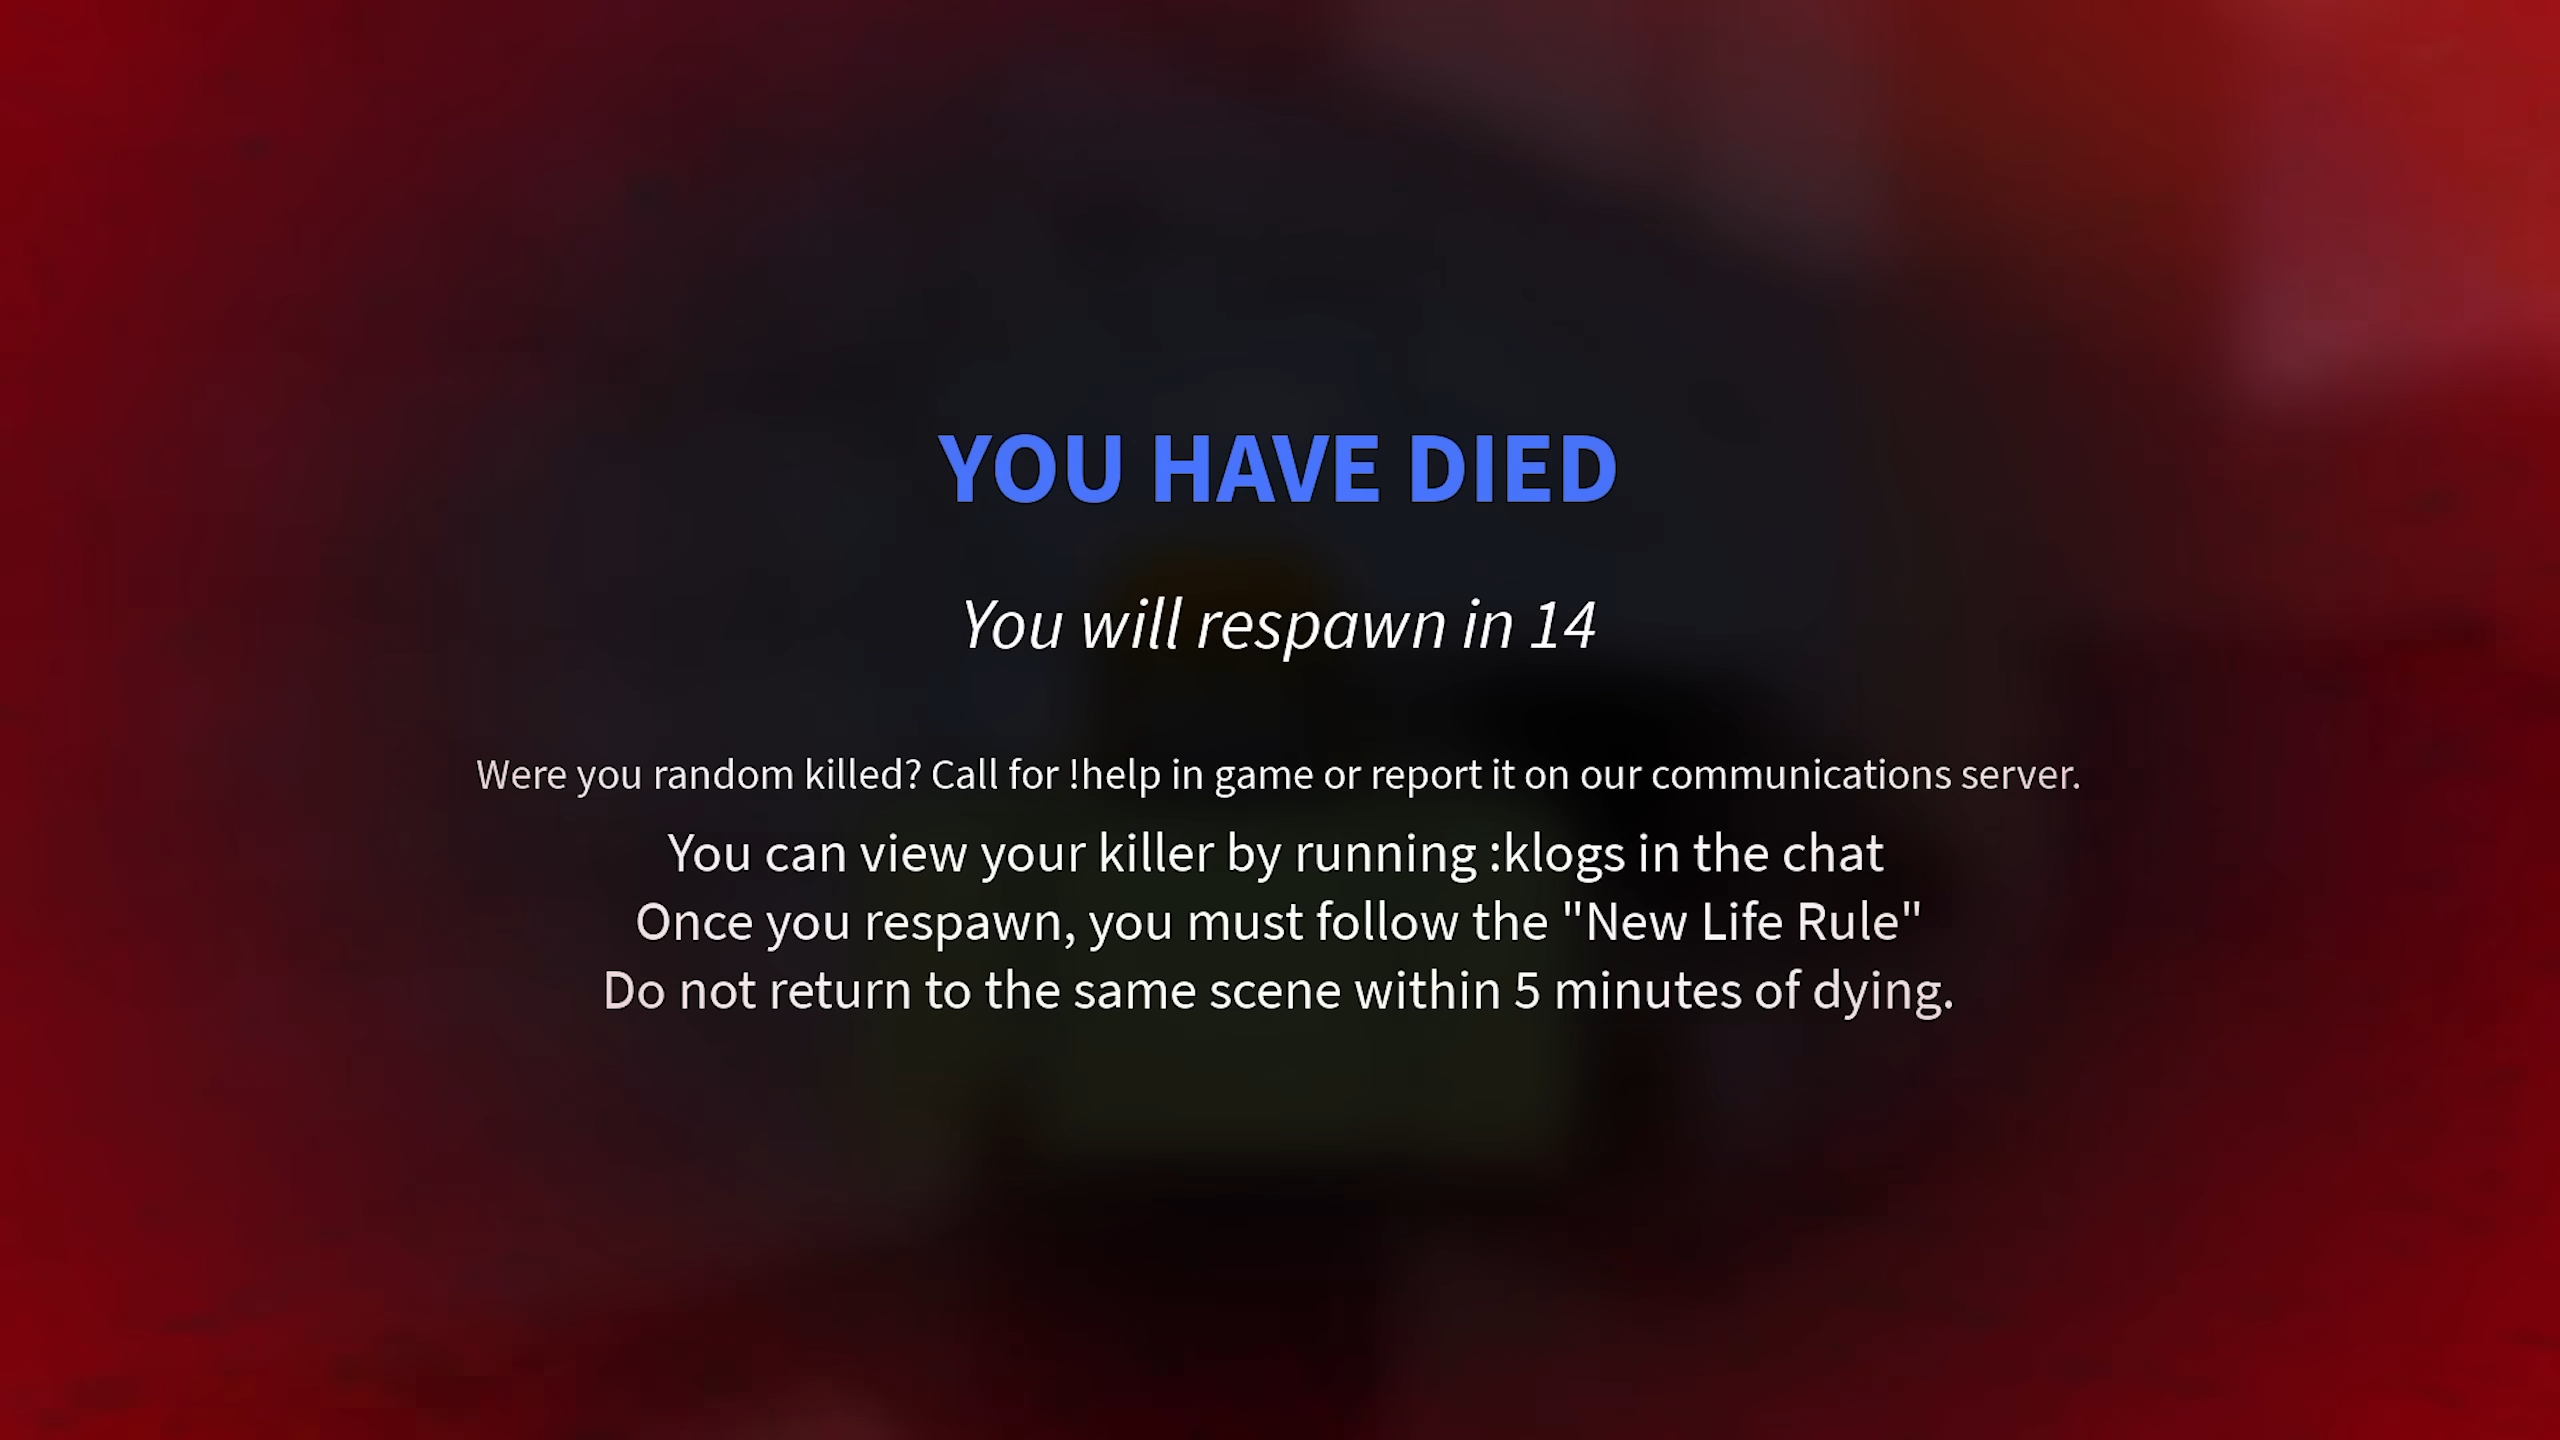 YOU HAVE DIED
You will respawn in 14
Were you random killed? Call for !help in game or report it on our communications server.
You can view your killer by running :klogs in the chat
Once you respawn, you must follow the "New Life Rule"
Do not return to the same scene within 5 minutes of dying.